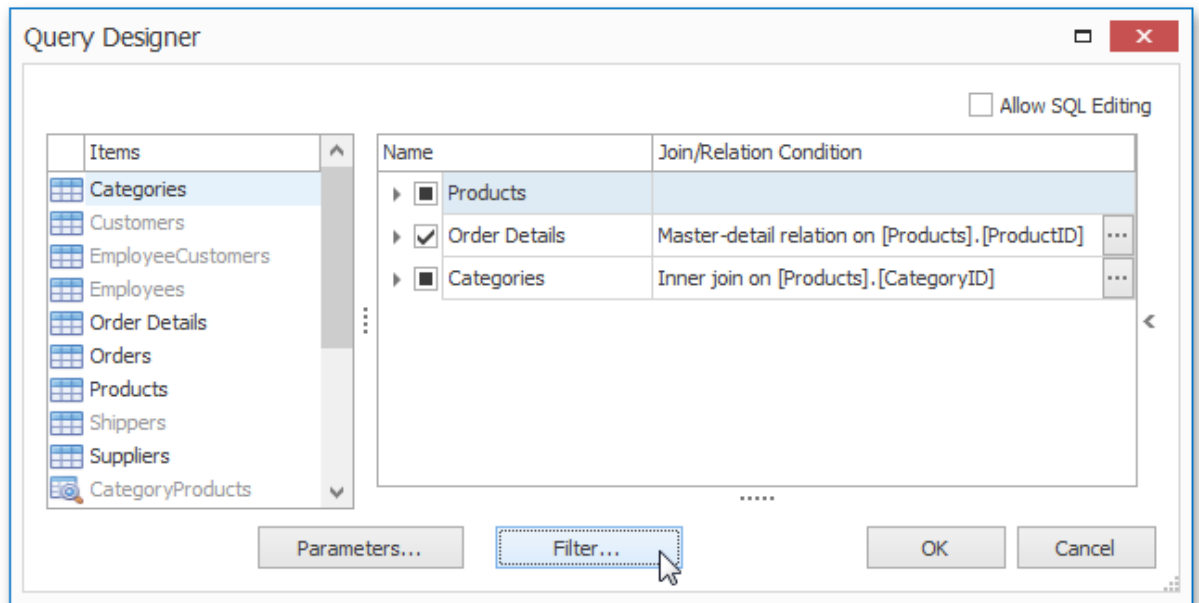 Query Designer
Allow SQL Editing
Items
Categories
Customers
EmployeeCustomers
Employees
Order Details
Orders
Products
Shippers
Suppliers
CategoryProducts
Name Join/Relation Condition
Products
Order Details Master-detail relation on [Products].[ProductID] ...
Categories Inner join on [Products].[CategoryID] ...
Parameters... Filter... OK Cancel